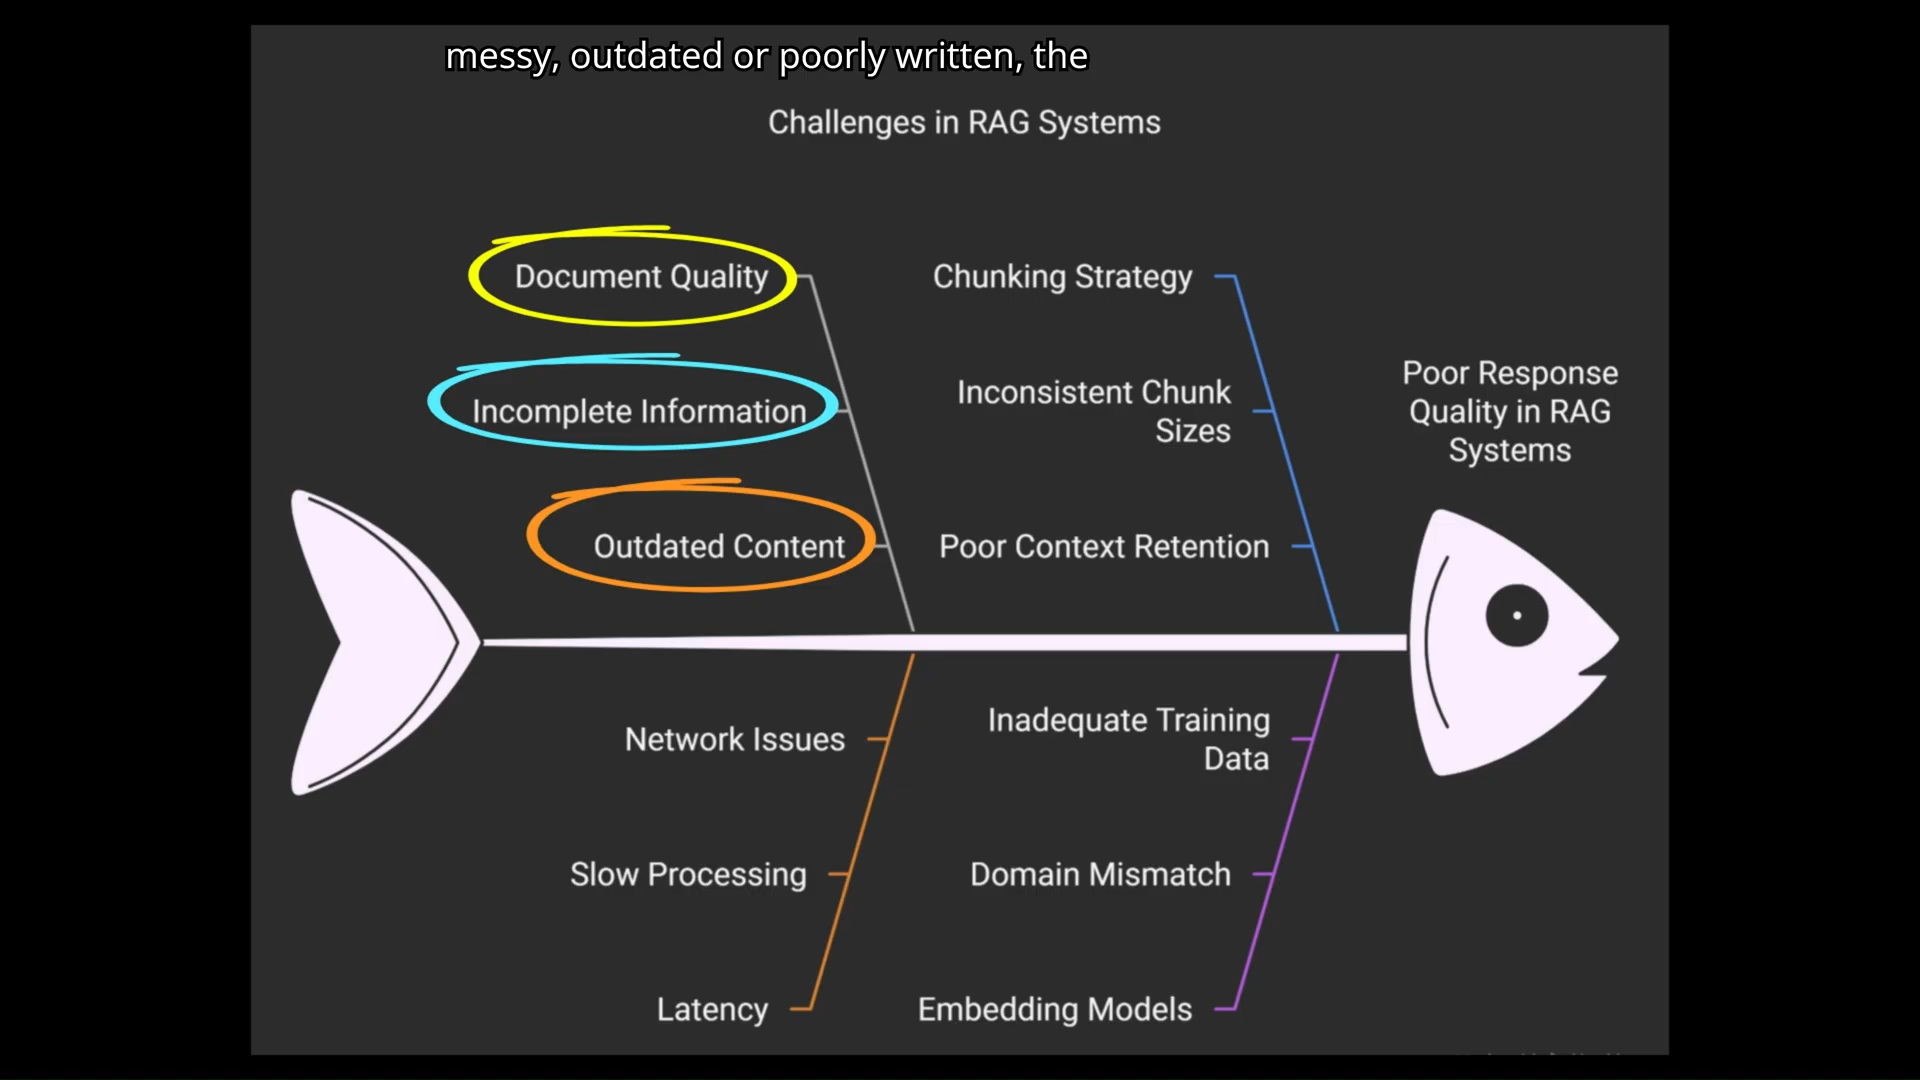 messy, outdated or poorly written, the
Challenges in RAG Systems
Document Quality
Incomplete Information
Outdated Content
Chunking Strategy
Inconsistent Chunk
Sizes
Poor Context Retention
Poor Response
Quality in RAG
Systems
Network Issues
Slow Processing
Latency
Inadequate Training
Data
Domain Mismatch
Embedding Models